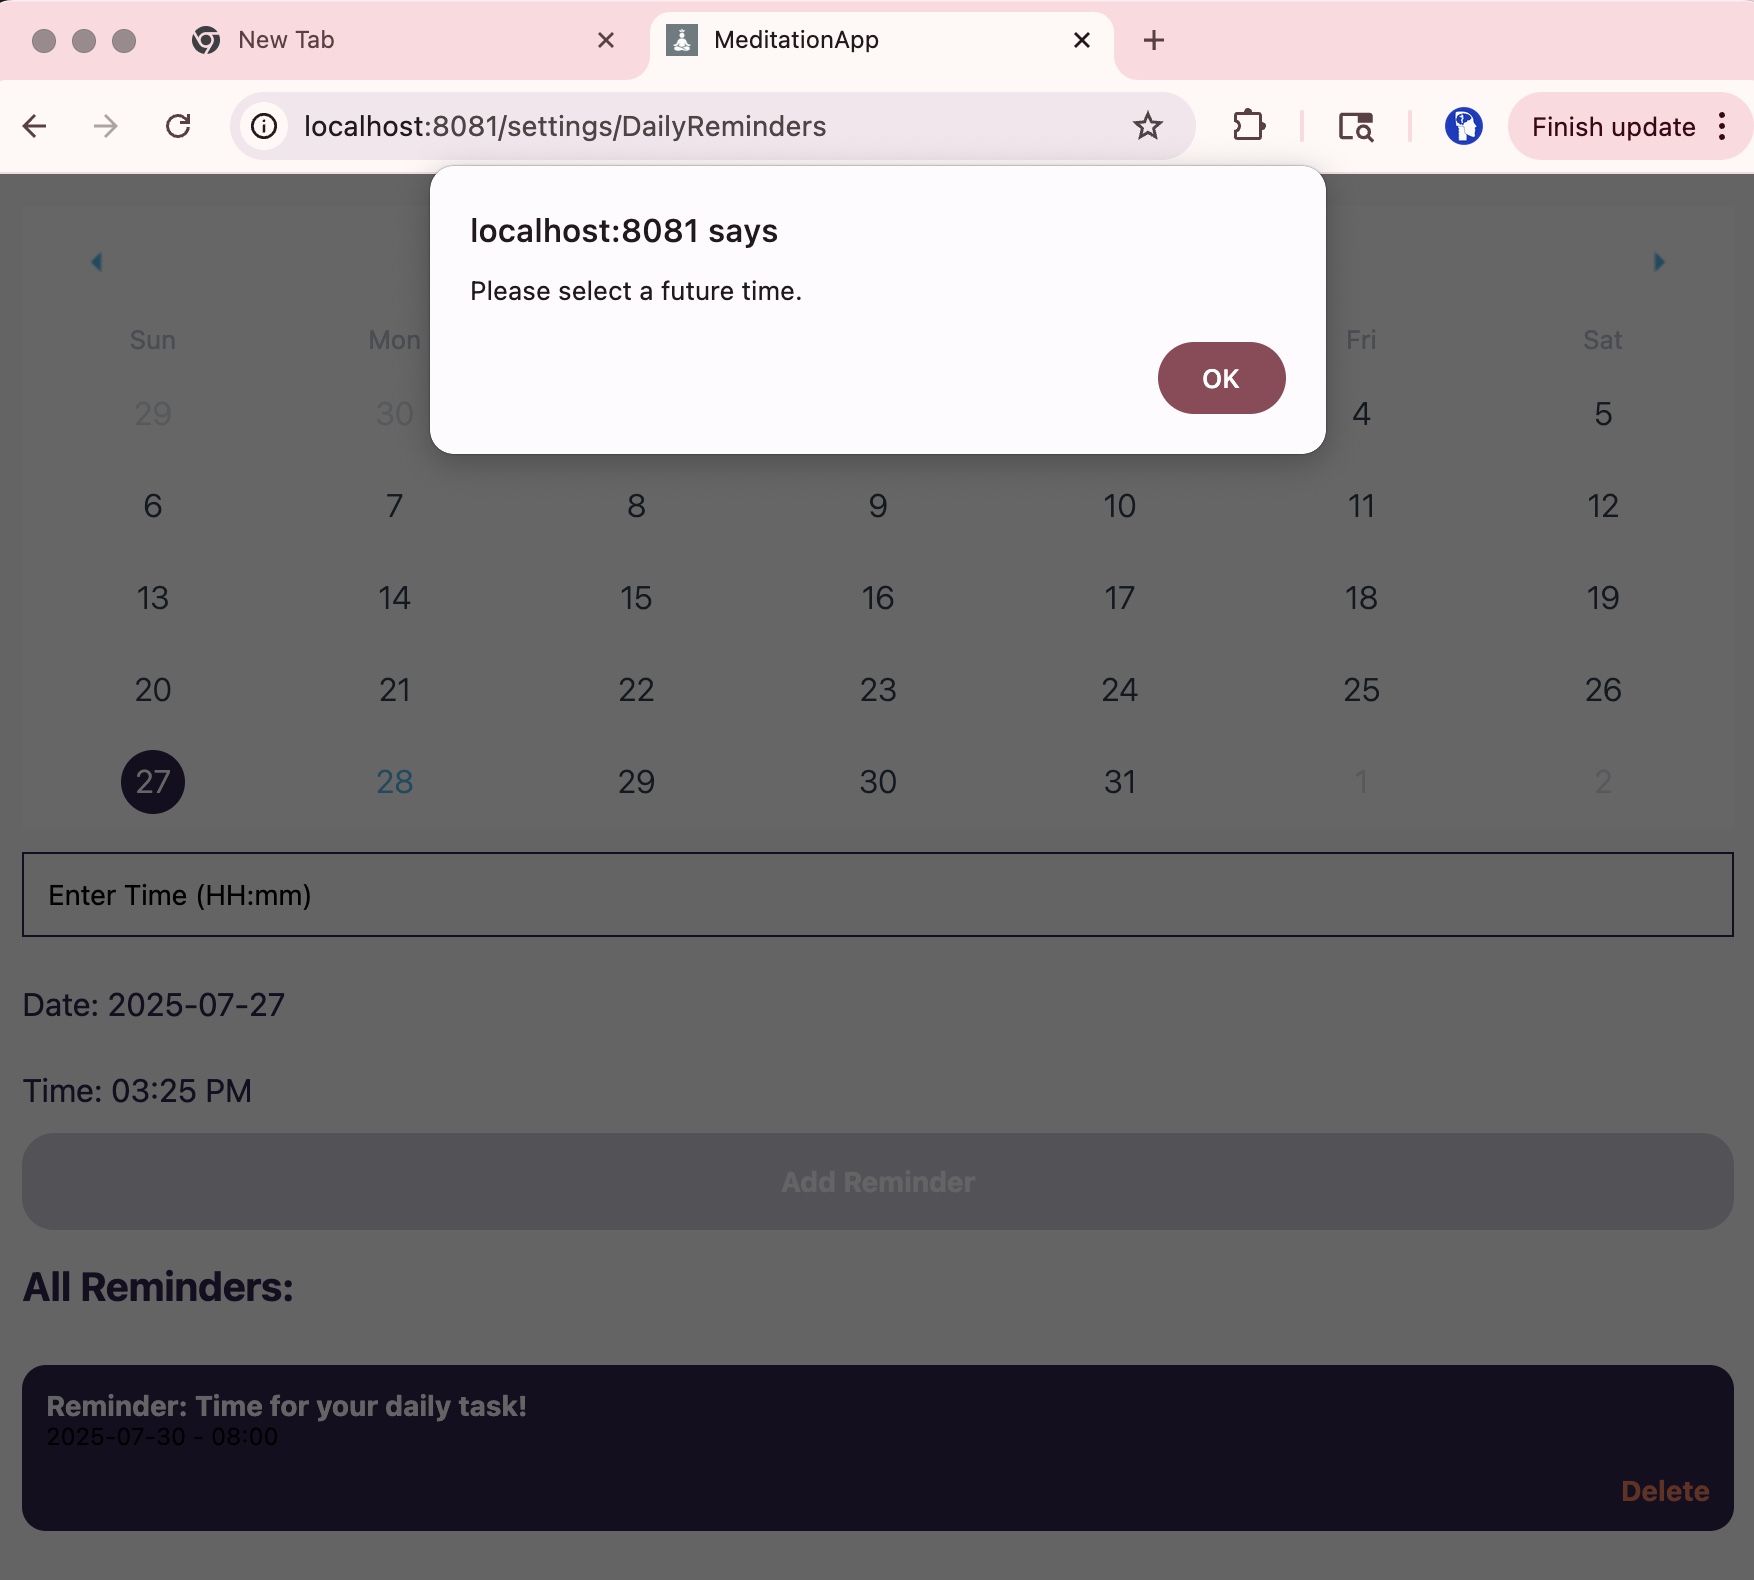 New Tab
MeditationApp
localhost:8081/settings/DailyReminders
Finish update
localhost:8081 says
Please select a future time.
OK
Sun Mon Fri Sat
29 30 4 5
6 7 8 9 10 11 12
13 14 15 16 17 18 19
20 21 22 23 24 25 26
27 28 29 30 31 1 2
Enter Time (HH:mm)
Date: 2025-07-27
Time: 03:25 PM
Add Reminder
All Reminders:
Reminder: Time for your daily task!
2025-07-30 - 08:00
Delete